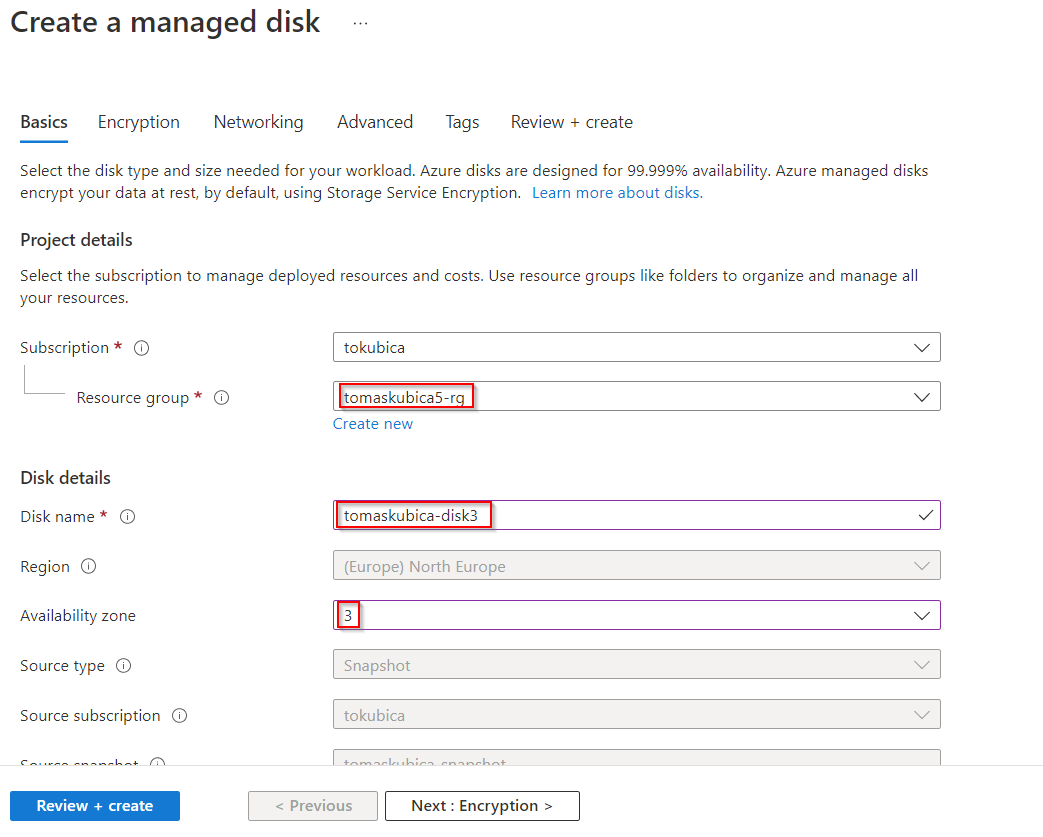 Create a managed disk ...
Basics Encryption Networking Advanced Tags Review + create
Select the disk type and size needed for your workload. Azure disks are designed for 99.999% availability. Azure managed disks
encrypt your data at rest, by default, using Storage Service Encryption. Learn more about disks.
Project details
Select the subscription to manage deployed resources and costs. Use resource groups like folders to organize and manage all
your resources.
Subscription * tokubica
Resource group * tomaskubica5-rg
Create new
Disk details
Disk name * tomaskubica-disk3
Region (Europe) North Europe
Availability zone 3
Source type Snapshot
Source subscription tokubica
Source snapshot tomaskubica-snapshot
Review + create < Previous Next : Encryption >